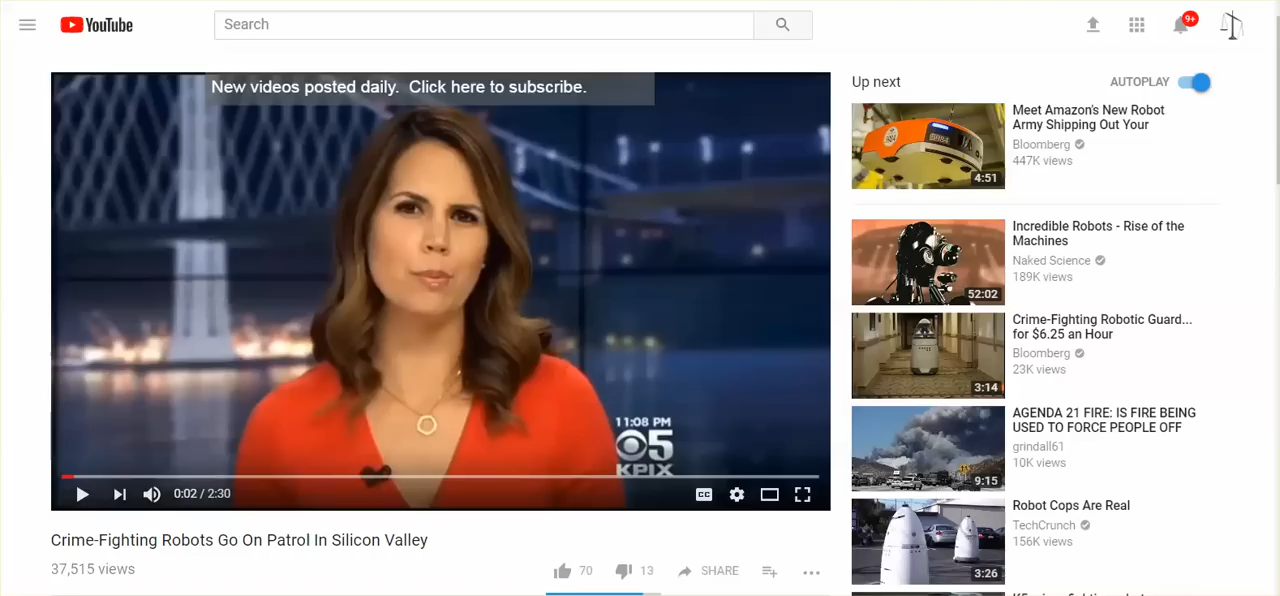 YouTube
Search
9+
New videos posted daily. Click here to subscribe.
11:08 PM
5
KPIX
0:02 / 2:30
CC
Crime-Fighting Robots Go On Patrol In Silicon Valley
37,515 views
70
13
SHARE
Up next
AUTOPLAY
Meet Amazon's New Robot
Army Shipping Out Your
Bloomberg
447K views
4:51
Incredible Robots - Rise of the
Machines
Naked Science
189K views
52:02
Crime-Fighting Robotic Guard...
for $6.25 an Hour
Bloomberg
23K views
3:14
AGENDA 21 FIRE: IS FIRE BEING
USED TO FORCE PEOPLE OFF
grindall61
10K views
9:15
Robot Cops Are Real
TechCrunch
156K views
3:26